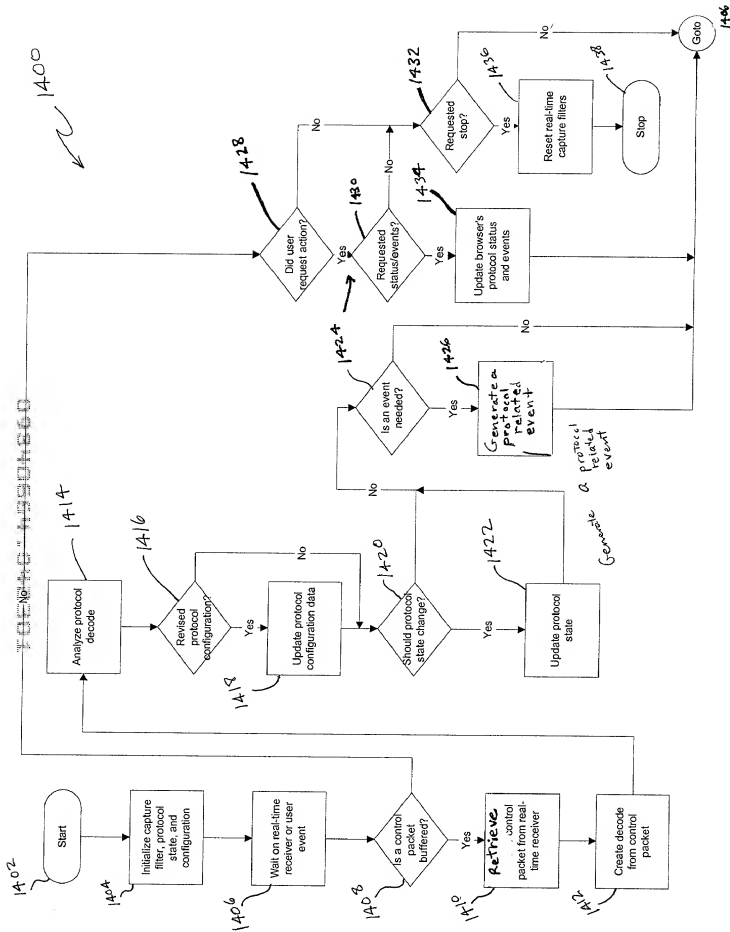 1400
1402
Start
1404
Initialize capture
filter, protocol
state, and
configuration
1406
Wait on real-time
receiver or user
event
1408
Is a control
packet
buffered?
No
Yes
1410
Retrieve
control
packet from real-
time receiver
1412
Create decode
from control
packet
1414
Analyze protocol
decode
1416
Revised
protocol
configuration?
No
Yes
1418
Update protocol
configuration data
1420
Should protocol
state change?
No
Yes
1422
Update protocol
state
1424
Is an event
needed?
No
Yes
1426
Generate a
protocol
related
event
Generate a protocol
related
event
1428
Did user
request action?
No
Yes
1430
Requested
status/events?
No
Yes
1434
Update browser's
protocol status
and events
1432
Requested
stop?
No
Yes
1436
Reset real-time
capture filters
1438
Stop
Goto
1406